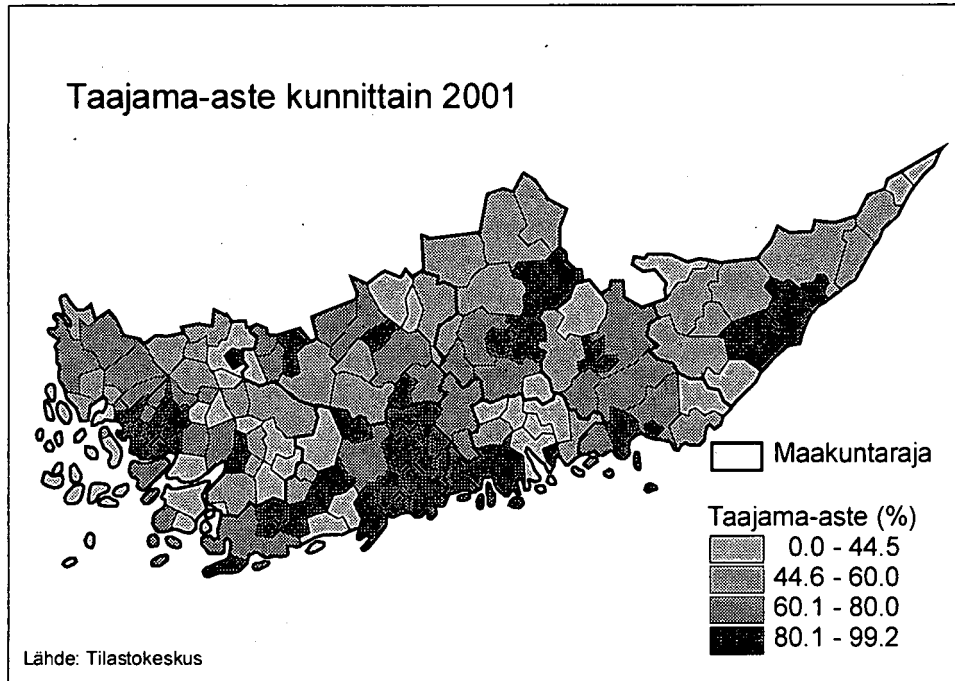 Taajama-aste kunnittain 2001
Maakuntaraja
Taajama-aste (%)
0.0 - 44.5
44.6 - 60.0
60.1 - 80.0
80.1 - 99.2
Lähde: Tilastokeskus